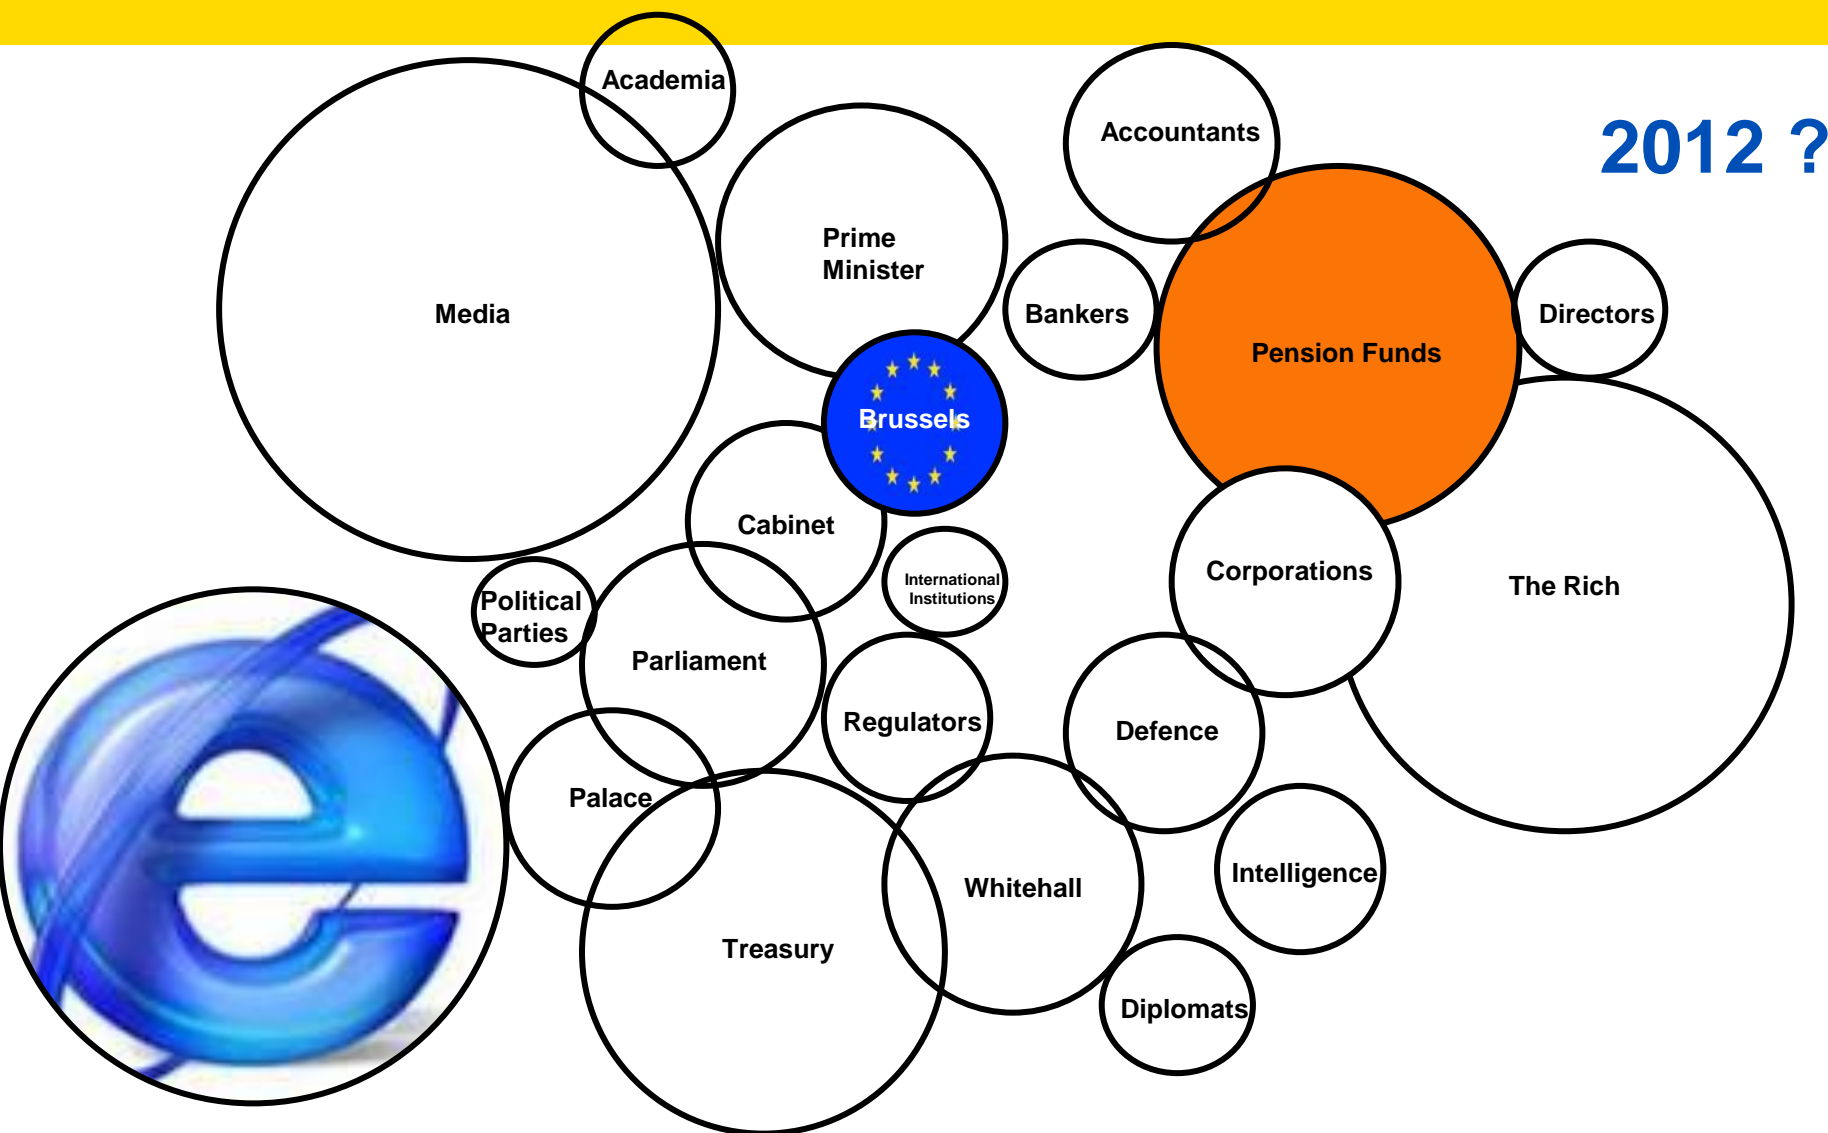 Academia
Accountants
2012 ?
Prime
Minister
Media
Bankers
Directors
Pension Funds
Brussels
Cabinet
International
Institutions
Corporations
The Rich
Political
Parties
Parliament
Regulators
Defence
Palace
Intelligence
Whitehall
Treasury
Diplomats